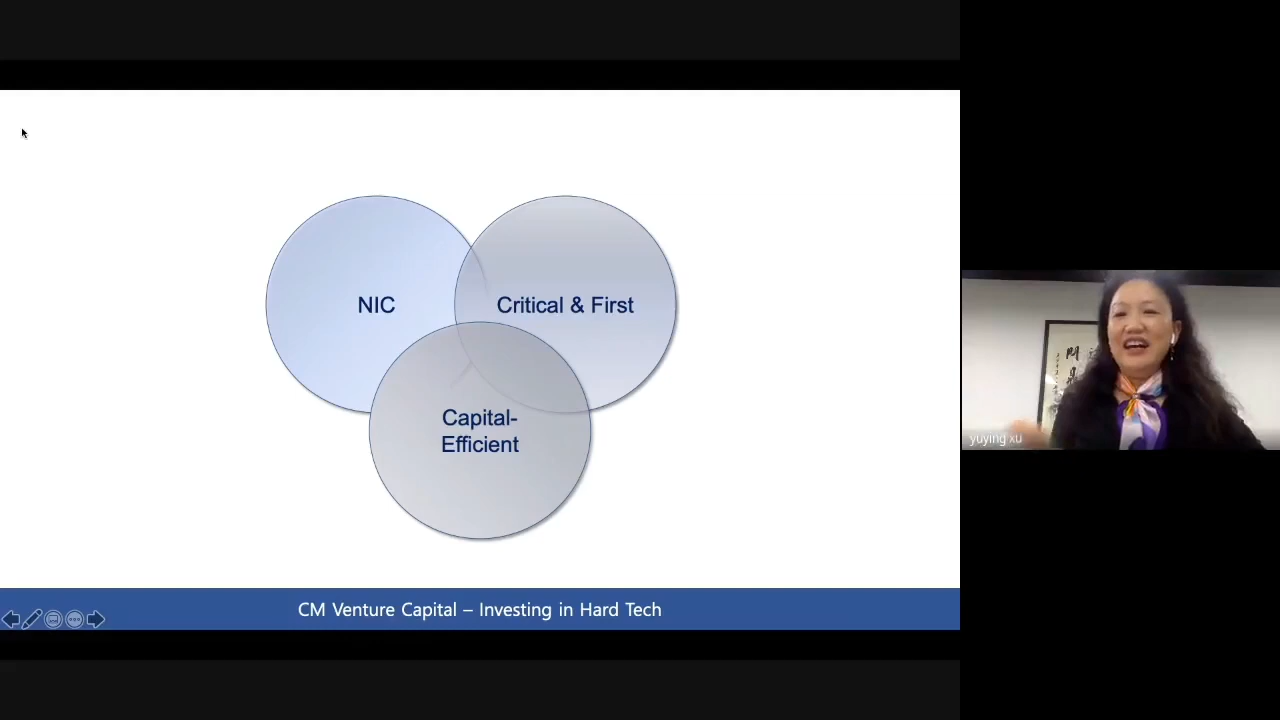 NIC
Critical & First
Capital-
Efficient
CM Venture Capital – Investing in Hard Tech
yuying xu